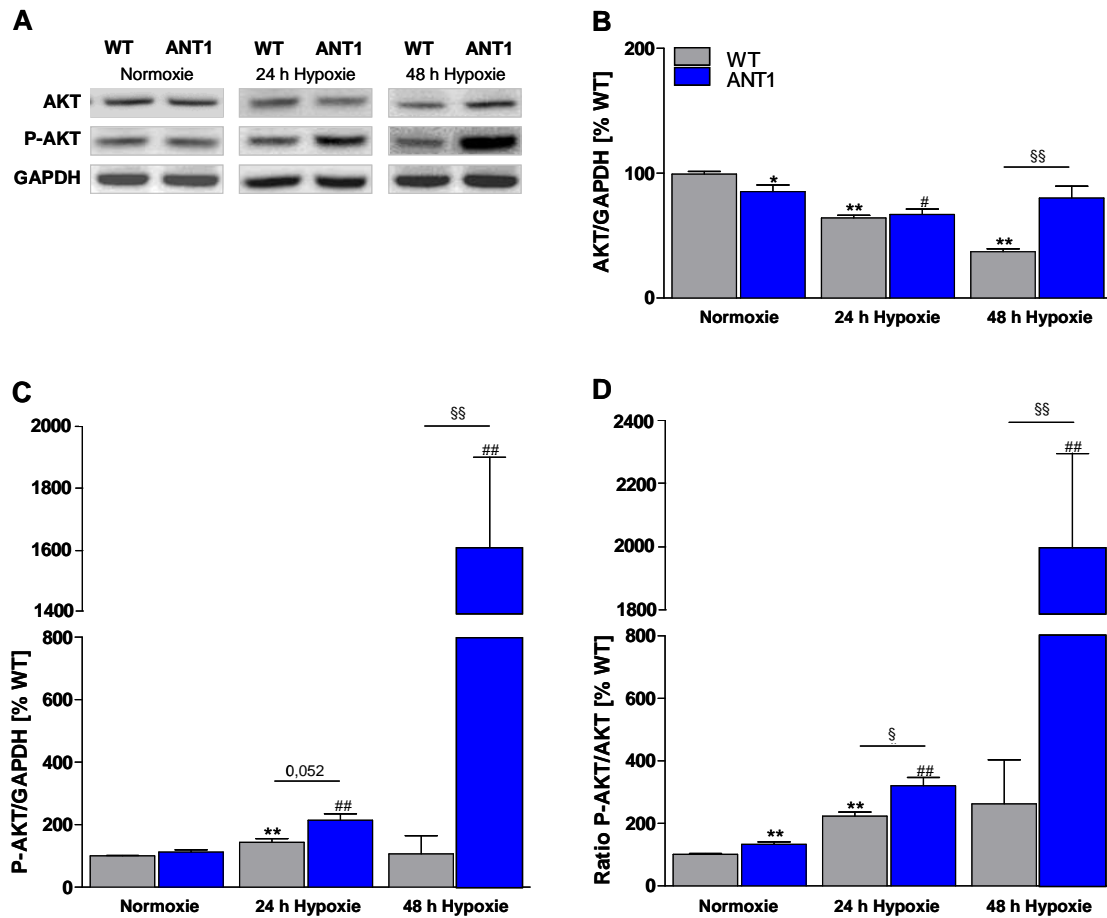 A
WT ANT1 WT ANT1 WT ANT1
Normoxie 24 h Hypoxie 48 h Hypoxie
AKT
P-AKT
GAPDH
B
AKT/GAPDH [% WT]
200
100
0
WT
ANT1
*
**
#
**
§§
Normoxie 24 h Hypoxie 48 h Hypoxie
C
P-AKT/GAPDH [% WT]
2000
1800
1600
1400
800
600
400
200
0
**
0,052
##
§§
##
Normoxie 24 h Hypoxie 48 h Hypoxie
D
Ratio P-AKT/AKT [% WT]
2400
2200
2000
1800
800
600
400
200
0
**
**
§
##
§§
##
Normoxie 24 h Hypoxie 48 h Hypoxie